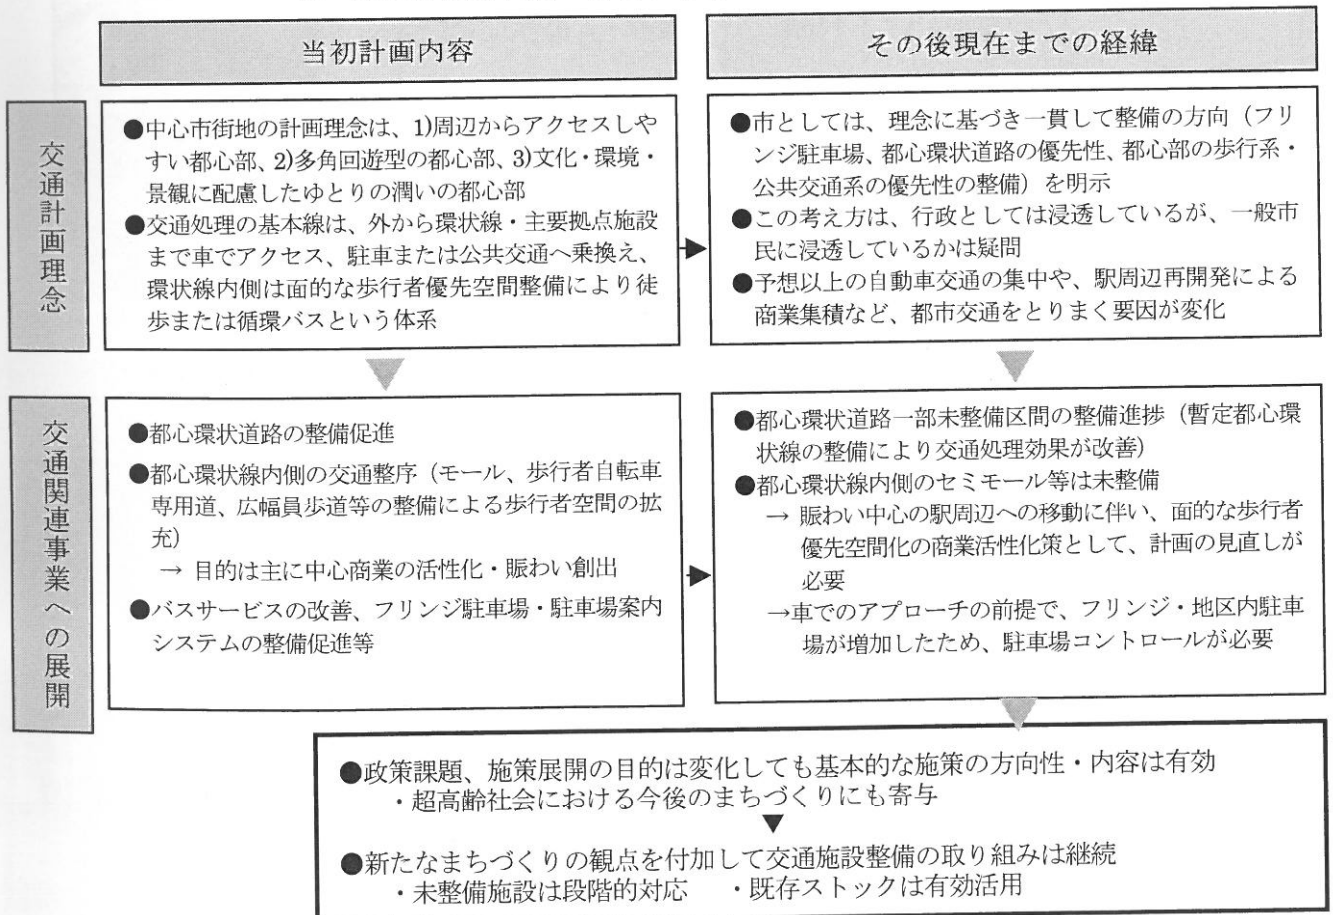 当初計画内容
その後現在までの経緯
交通計画理念
●中心市街地の計画理念は、1)周辺からアクセスしや
すい都心部、2)多角回遊型の都心部、3)文化・環境・
景観に配慮したゆとりの潤いの都心部
●交通処理の基本線は、外から環状線・主要拠点施設
まで車でアクセス、駐車または公共交通へ乗換え、
環状線内側は面的な歩行者優先空間整備により徒
歩または循環バスという体系
●市としては、理念に基づき一貫して整備の方向（フリ
ンジ駐車場、都心環状道路の優先性、都心部の歩行系・
公共交通系の優先性の整備）を明示
●この考え方は、行政としては浸透しているが、一般市
民に浸透しているかは疑問
●予想以上の自動車交通の集中や、駅周辺再開発による
商業集積など、都市交通をとりまく要因が変化
交通関連事業への展開
●都心環状道路の整備促進
●都心環状線内側の交通整序（モール、歩行者自転車
専用道、広幅員歩道等の整備による歩行者空間の拡
充）
→ 目的は主に中心商業の活性化・賑わい創出
●バスサービスの改善、フリンジ駐車場・駐車場案内
システムの整備促進等
●都心環状道路一部未整備区間の整備進捗（暫定都心環
状線の整備により交通処理効果が改善）
●都心環状線内側のセミモール等は未整備
→ 賑わい中心の駅周辺への移動に伴い、面的な歩行者
優先空間化の商業活性化策として、計画の見直しが
必要
→車でのアプローチの前提で、フリンジ・地区内駐車
場が増加したため、駐車場コントロールが必要
●政策課題、施策展開の目的は変化しても基本的な施策の方向性・内容は有効
・超高齢社会における今後のまちづくりにも寄与
●新たなまちづくりの観点を付加して交通施設整備の取り組みは継続
・未整備施設は段階的対応　・既存ストックは有効活用